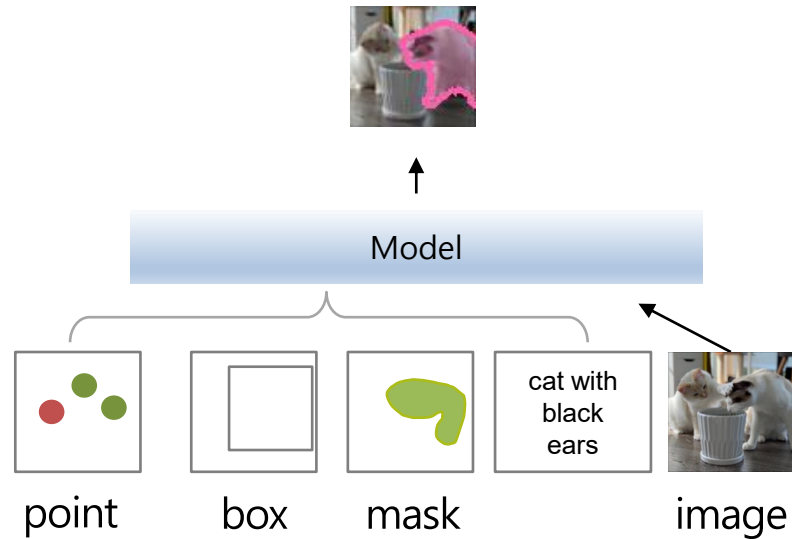 Model
cat with
black
ears
point
box
mask
image